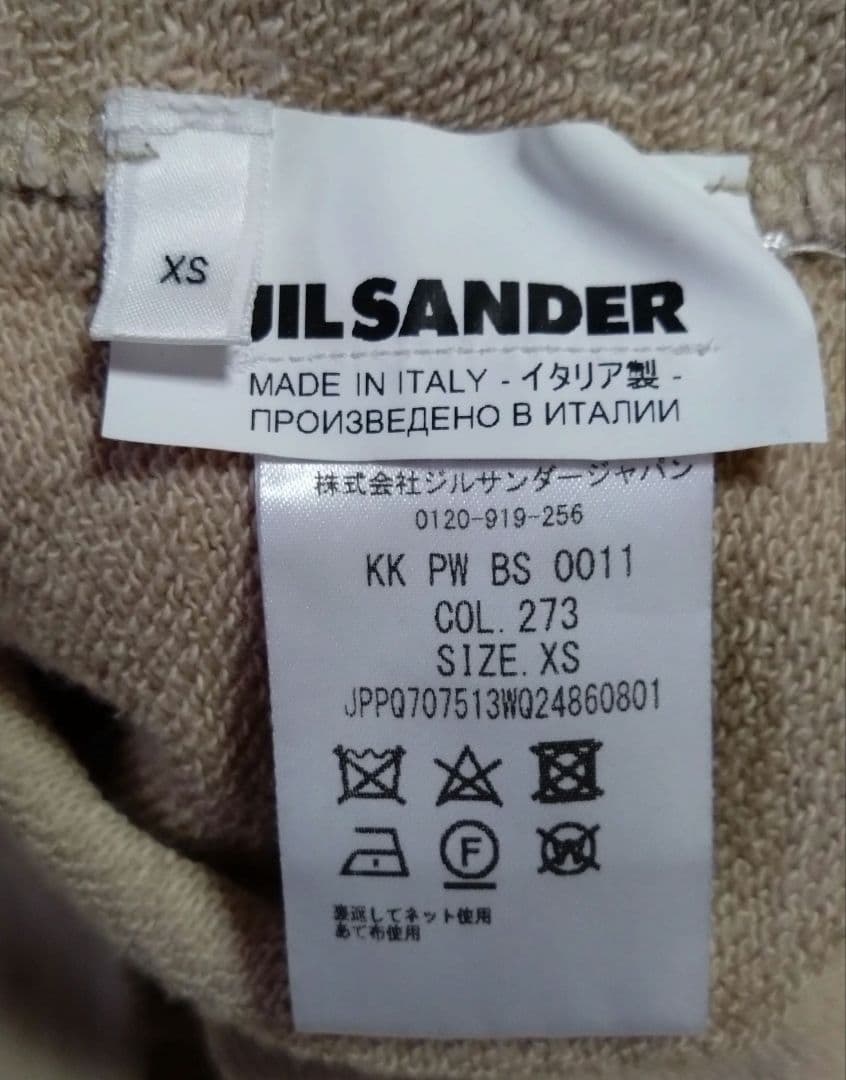 XS
JIL SANDER
MADE IN ITALY - イタリア製 -
ПРОИЗВЕДЕНО В ИТАЛИИ
株式会社ジルサンダージャパン
0120-919-256
KK PW BS 0011
COL. 273
SIZE. XS
JPPQ707513WQ24860801
F
W
裏返してネット使用
あて布使用